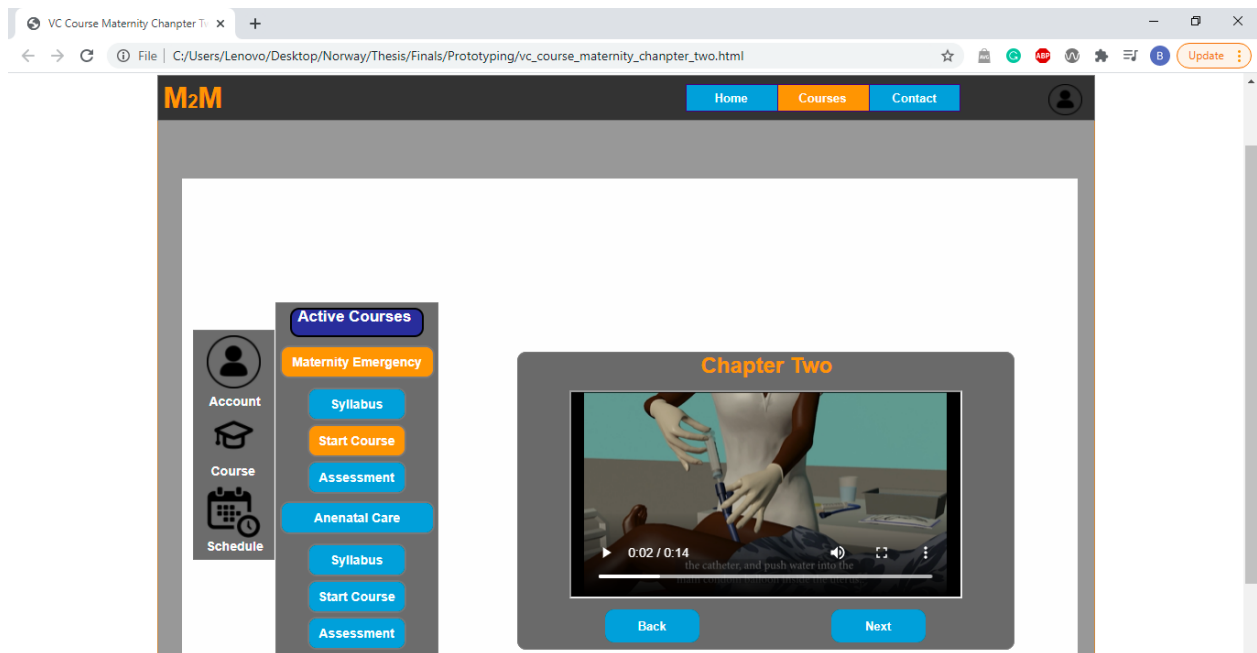 VC Course Maternity Chanpter Tv
File | C:/Users/Lenovo/Desktop/Norway/Thesis/Finals/Prototyping/vc_course_maternity_chanpter_two.html
ABP
B
Update
M2M
Home
Courses
Contact
Active Courses
Maternity Emergency
Syllabus
Start Course
Assessment
Anenatal Care
Syllabus
Start Course
Assessment
Account
Course
Schedule
Chapter Two
0:02 / 0:14
the catheter, and push water into the
Back
Next